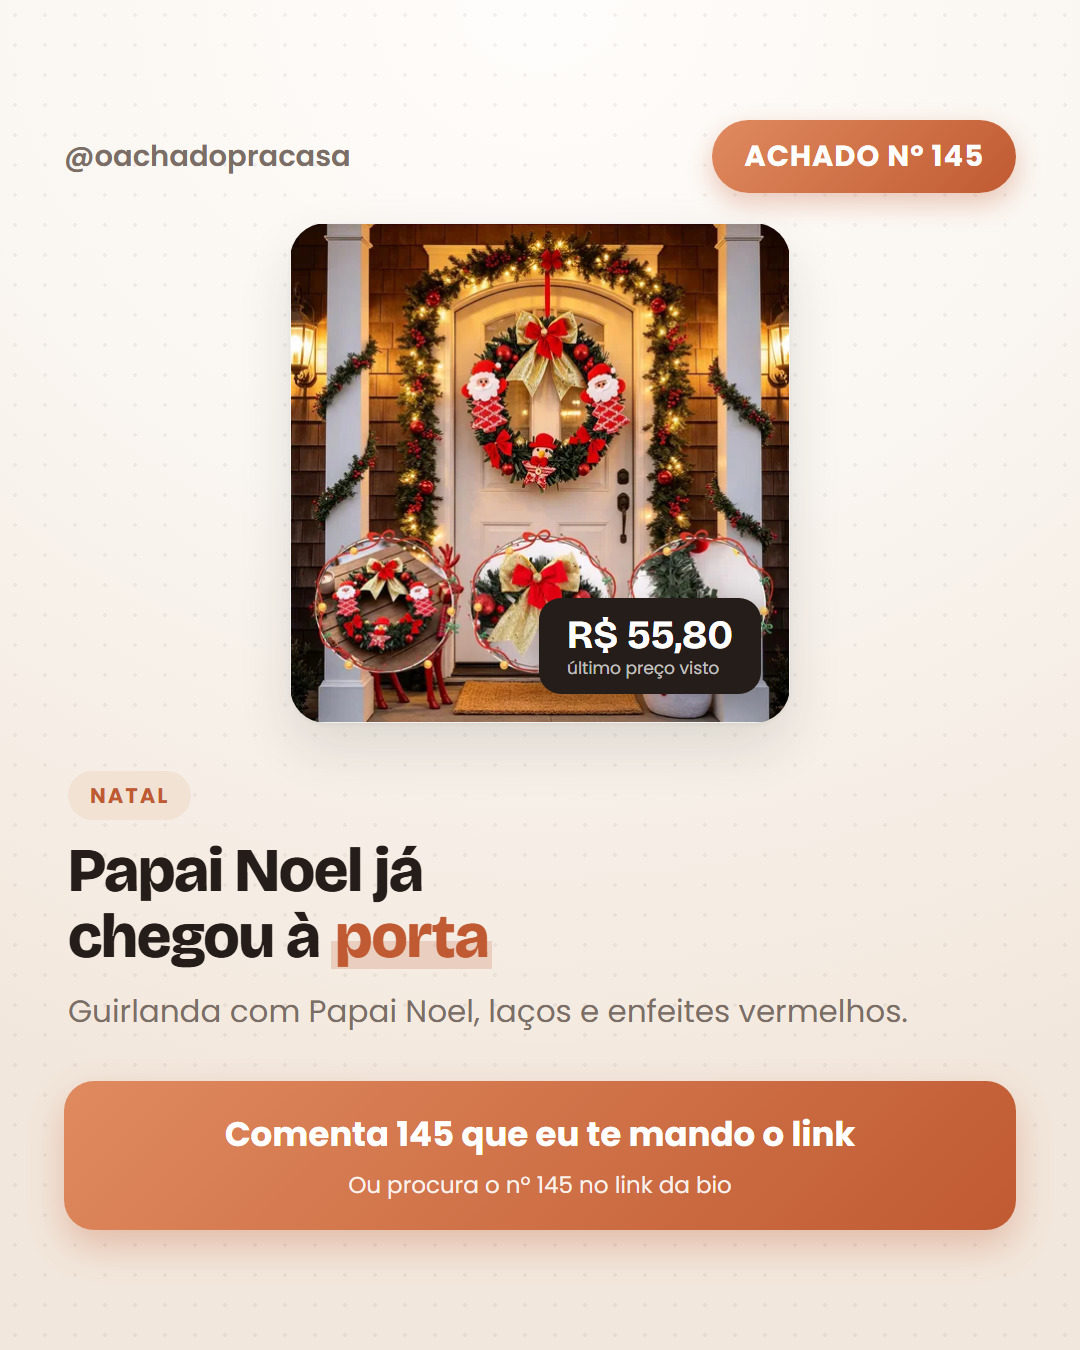 @oachadopracasa
ACHADO Nº 145
R$ 55,80
último preço visto
NATAL
Papai Noel já
chegou à porta
Guirlanda com Papai Noel, laços e enfeites vermelhos.
Comenta 145 que eu te mando o link
Ou procura o nº 145 no link da bio